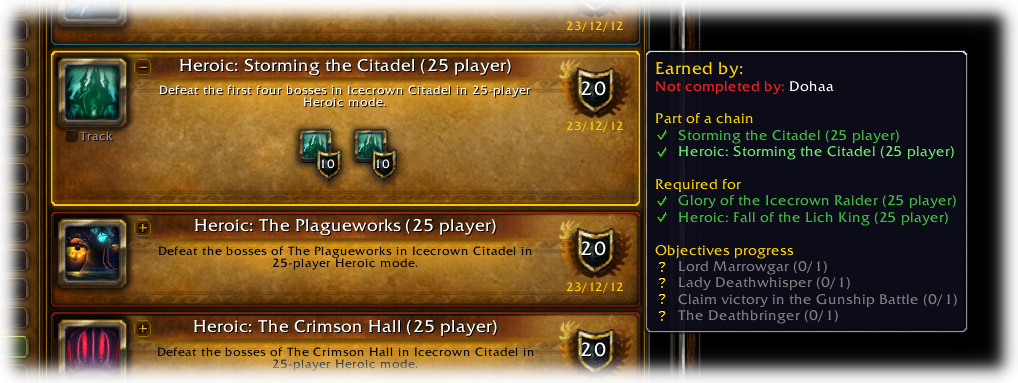 23/12/12
Heroic: Storming the Citadel (25 player)
Defeat the first four bosses in Icecrown Citadel in 25-player
Heroic mode.
20
23/12/12
Track
10
10
Heroic: The Plagueworks (25 player)
Defeat the bosses of The Plagueworks in Icecrown Citadel in
25-player Heroic mode.
20
23/12/12
Heroic: The Crimson Hall (25 player)
Defeat the bosses of The Crimson Hall in Icecrown Citadel in
25-player Heroic mode.
20
Earned by:
Not completed by: Dohaa
Part of a chain
Storming the Citadel (25 player)
Heroic: Storming the Citadel (25 player)
Required for
Glory of the Icecrown Raider (25 player)
Heroic: Fall of the Lich King (25 player)
Objectives progress
? Lord Marrowgar (0/1)
? Lady Deathwhisper (0/1)
? Claim victory in the Gunship Battle (0/1)
? The Deathbringer (0/1)